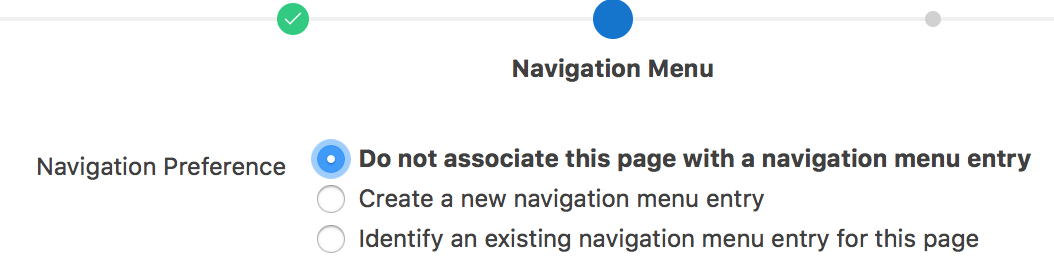 Navigation Menu
Navigation Preference
Do not associate this page with a navigation menu entry
Create a new navigation menu entry
Identify an existing navigation menu entry for this page